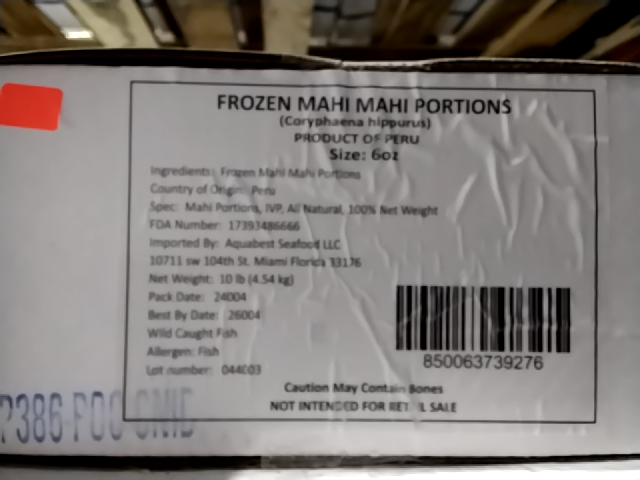 FROZEN MAHI MAHI PORTIONS
(Coryphaena hippurus)
PRODUCT OF PERU
Size: 6oz
Ingredients: Frozen Mahi Mahi Portions
Country of Origin: Peru
Spec: Mahi Portions, IVP, All Natural, 100% Net Weight
FDA Number: 17393486666
Imported By: Aquabest Seafood LLC
10711 sw 104th St. Miami Florida 33176
Net Weight: 10 lb (4.54 kg)
Pack Date: 24004
Best By Date: 26004
Wild Caught Fish
Allergen: Fish
Lot number:
850063739276
Caution May Contain Bones
NOT INTENDED FOR RETAIL SALE